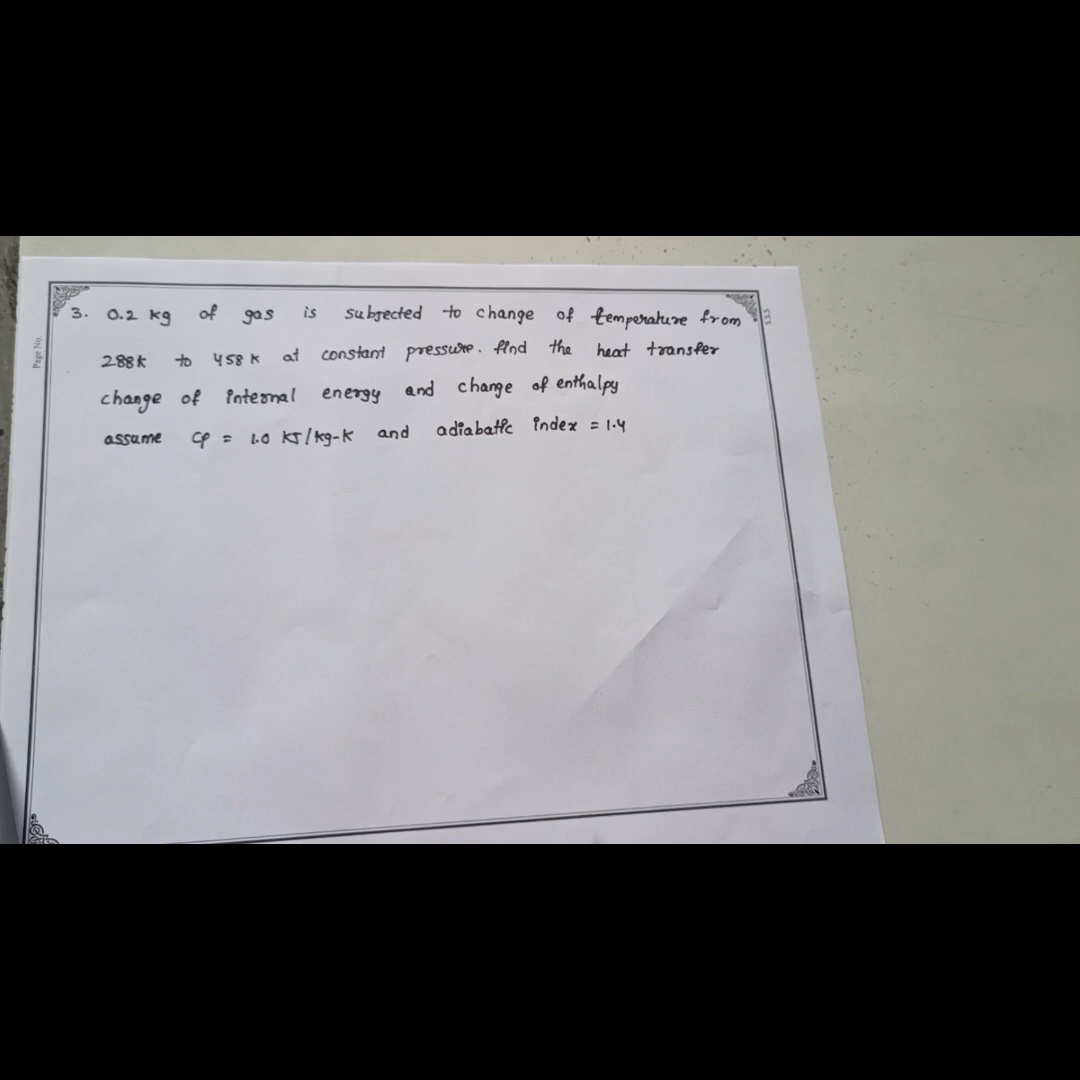 Page No.
S.S.S
3. 0.2 kg of gas is subjected to change of temperature from
288k to 458 K at constant pressure. find the heat transfer
change of internal energy and change of enthalpy
assume Cp = 1.0 KJ/kg-K and adiabatic index = 1.4